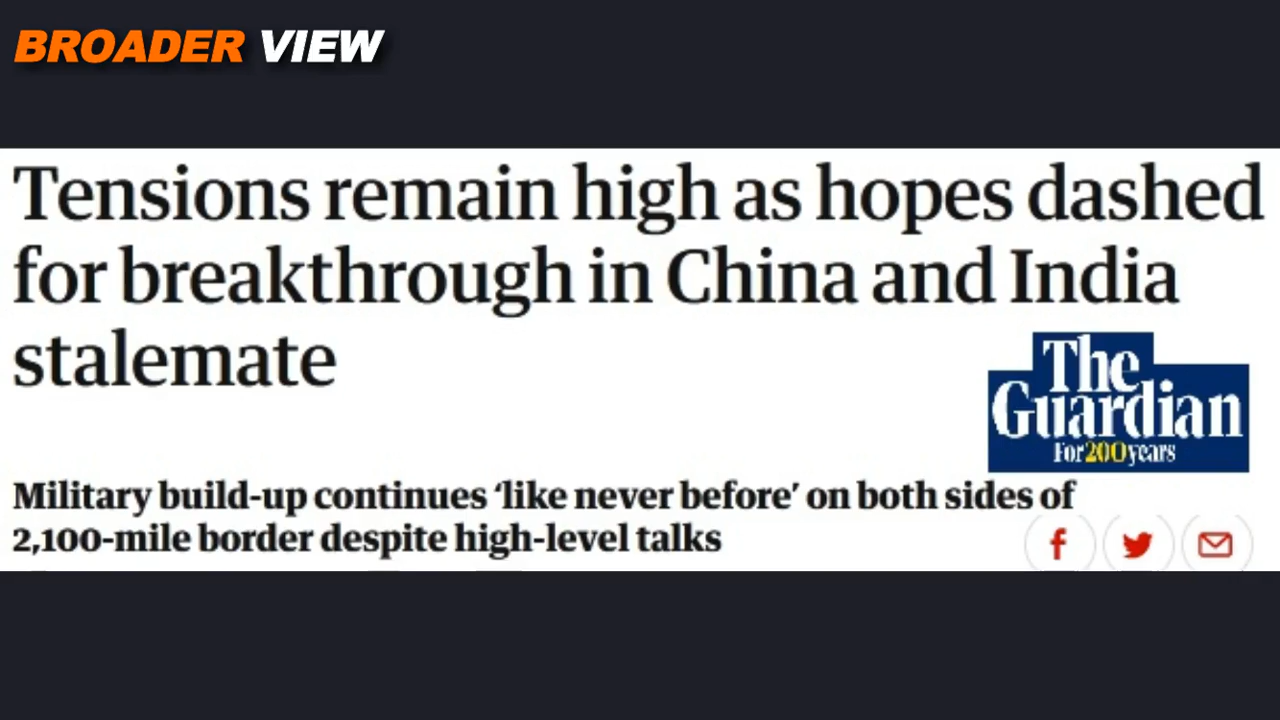 BROADER VIEW
Tensions remain high as hopes dashed
for breakthrough in China and India
stalemate
The
Guardian
For 200 years
Military build-up continues ‘like never before’ on both sides of
2,100-mile border despite high-level talks